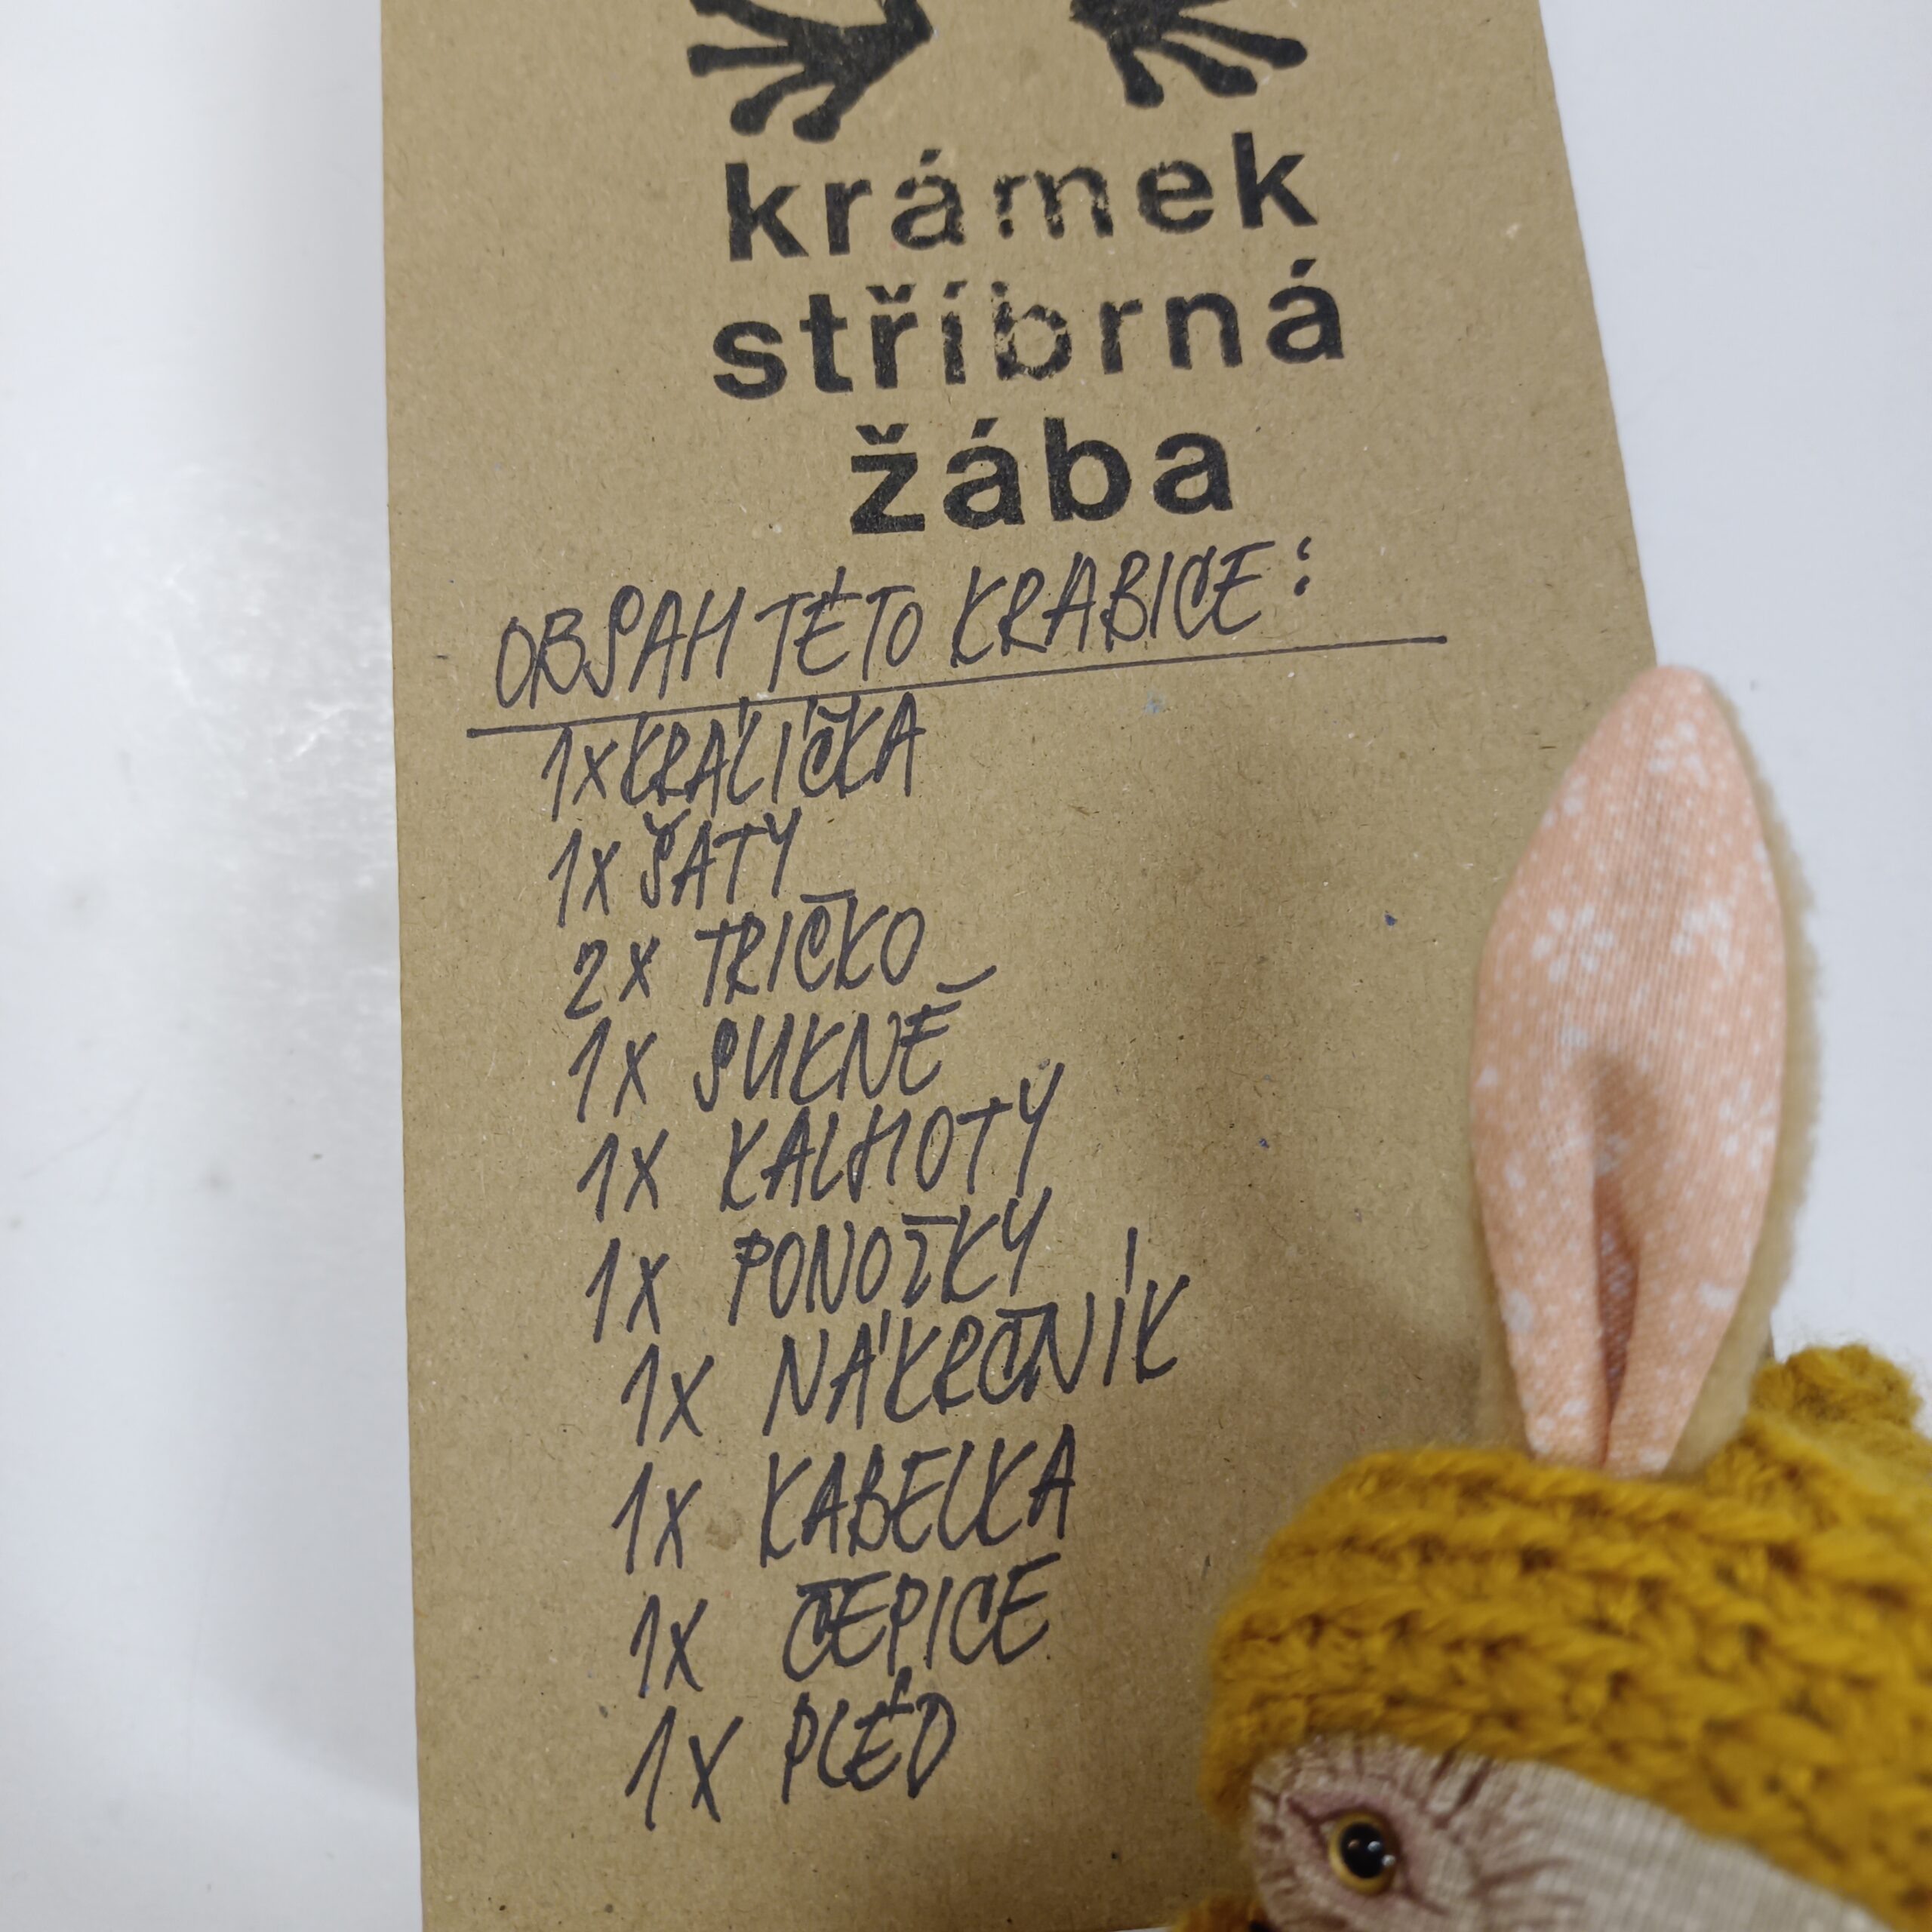 krámek
stříbrná
žába
OBSAH TÉTO KRABICE:
1x KRÁLÍČKA
1x ŠATY
2x TRIČKO
1x SUKNĚ
1x KALHOTY
1x PONOŽKY
1x NÁKRČNÍK
1x KABELKA
1x ČEPICE
1x PLÉD